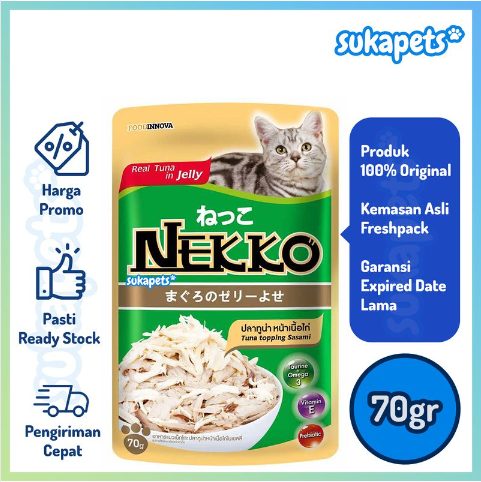 sukapets
FOODINNOVA
Real Tuna
in Jelly
ねっこ
NEKKO
sukapets
まぐろのゼリーよせ
ปลาทูน่า หน้าเนื้อไก่
Tuna topping Sasami
Taurine
Omega
3
Vitamin
E
Prebiotic
70g
Harga
Promo
Pasti
Ready Stock
Pengiriman
Cepat
Produk
100% Original
Kemasan Asli
Freshpack
Garansi
Expired Date
Lama
70gr